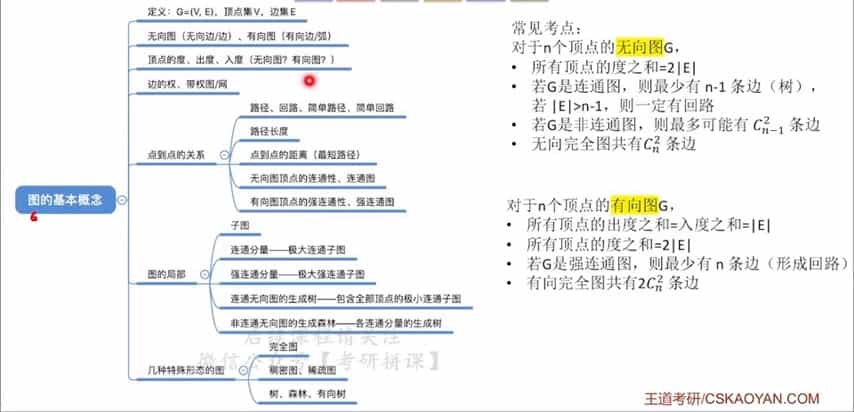 定义：G=(V, E)，顶点集V，边集E
无向图（无向边/边）、有向图（有向边/弧）
顶点的度、出度、入度（无向图？有向图？）
边的权、带权图/网
点到点的关系
路径、回路、简单路径、简单回路
路径长度
点到点的距离（最短路径）
无向图顶点的连通性、连通图
有向图顶点的强连通性、强连通图
图的基本概念
6
图的局部
子图
连通分量——极大连通子图
强连通分量——极大强连通子图
连通无向图的生成树——包含全部顶点的极小连通子图
非连通无向图的生成森林——各连通分量的生成树
几种特殊形态的图
完全图
稠密图、稀疏图
树、森林、有向树
后续课程请关注
微信公众号【考研拼课】
常见考点：
对于n个顶点的无向图G，
• 所有顶点的度之和=2|E|
• 若G是连通图，则最少有 n-1 条边（树），
若 |E|>n-1，则一定有回路
• 若G是非连通图，则最多可能有 C²ₙ₋₁ 条边
• 无向完全图共有C²ₙ 条边
对于n个顶点的有向图G，
• 所有顶点的出度之和=入度之和=|E|
• 所有顶点的度之和=2|E|
• 若G是强连通图，则最少有 n 条边（形成回路）
• 有向完全图共有2C²ₙ 条边
王道考研/CSKAOYAN.COM